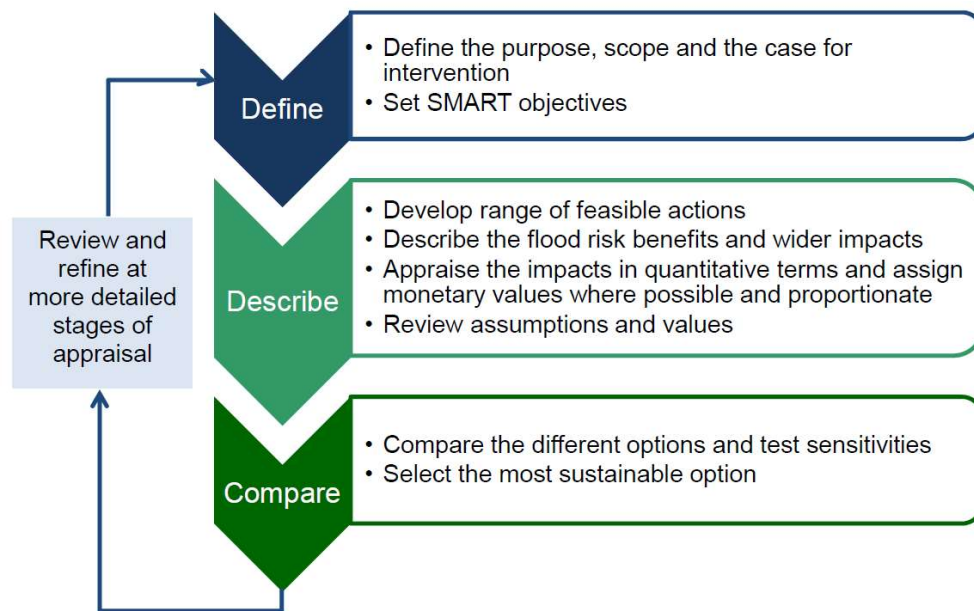 Define
• Define the purpose, scope and the case for
intervention
• Set SMART objectives
Review and
refine at
more detailed
stages of
appraisal
Describe
• Develop range of feasible actions
• Describe the flood risk benefits and wider impacts
• Appraise the impacts in quantitative terms and assign
monetary values where possible and proportionate
• Review assumptions and values
Compare
• Compare the different options and test sensitivities
• Select the most sustainable option